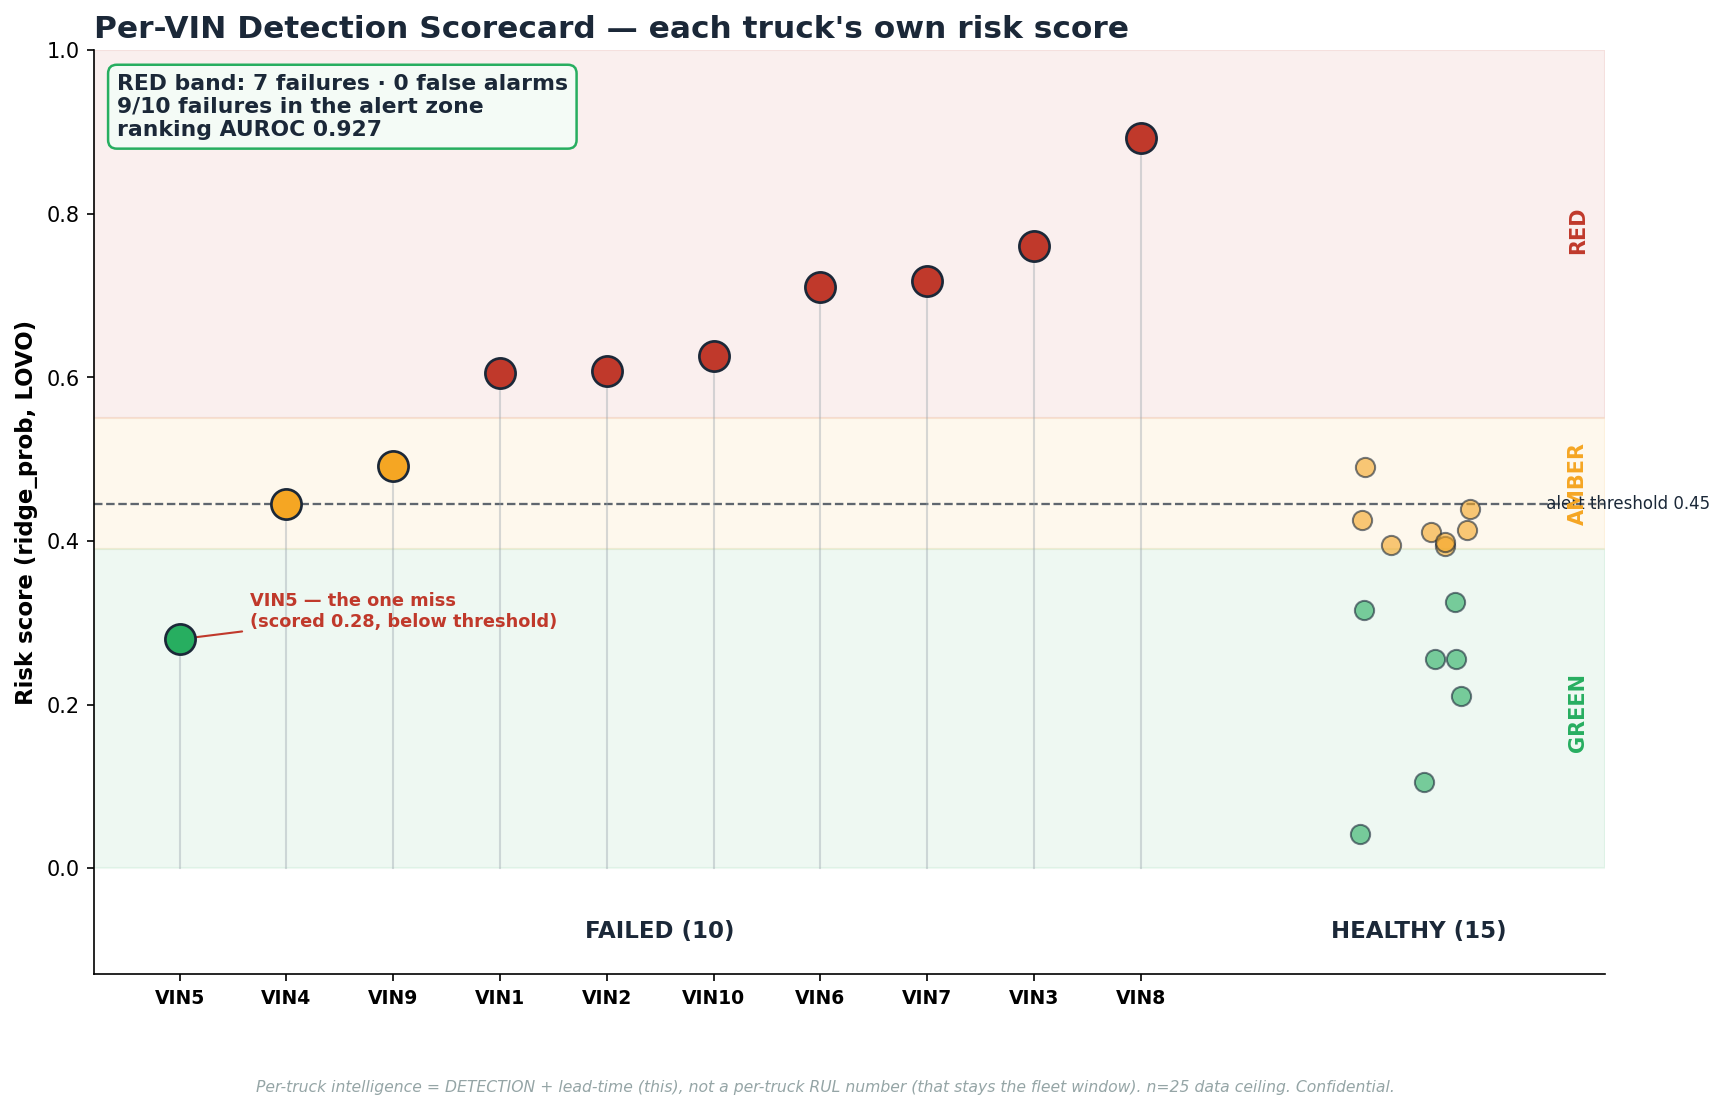 Per-VIN Detection Scorecard — each truck's own risk score
RED band: 7 failures · 0 false alarms
9/10 failures in the alert zone
ranking AUROC 0.927
Risk score (ridge_prob, LOVO)
1.0
0.8
0.6
0.4
0.2
0.0
RED
AMBER
alert threshold 0.45
GREEN
VIN5 — the one miss
(scored 0.28, below threshold)
FAILED (10)
HEALTHY (15)
VIN5
VIN4
VIN9
VIN1
VIN2
VIN10
VIN6
VIN7
VIN3
VIN8
Per-truck intelligence = DETECTION + lead-time (this), not a per-truck RUL number (that stays the fleet window). n=25 data ceiling. Confidential.